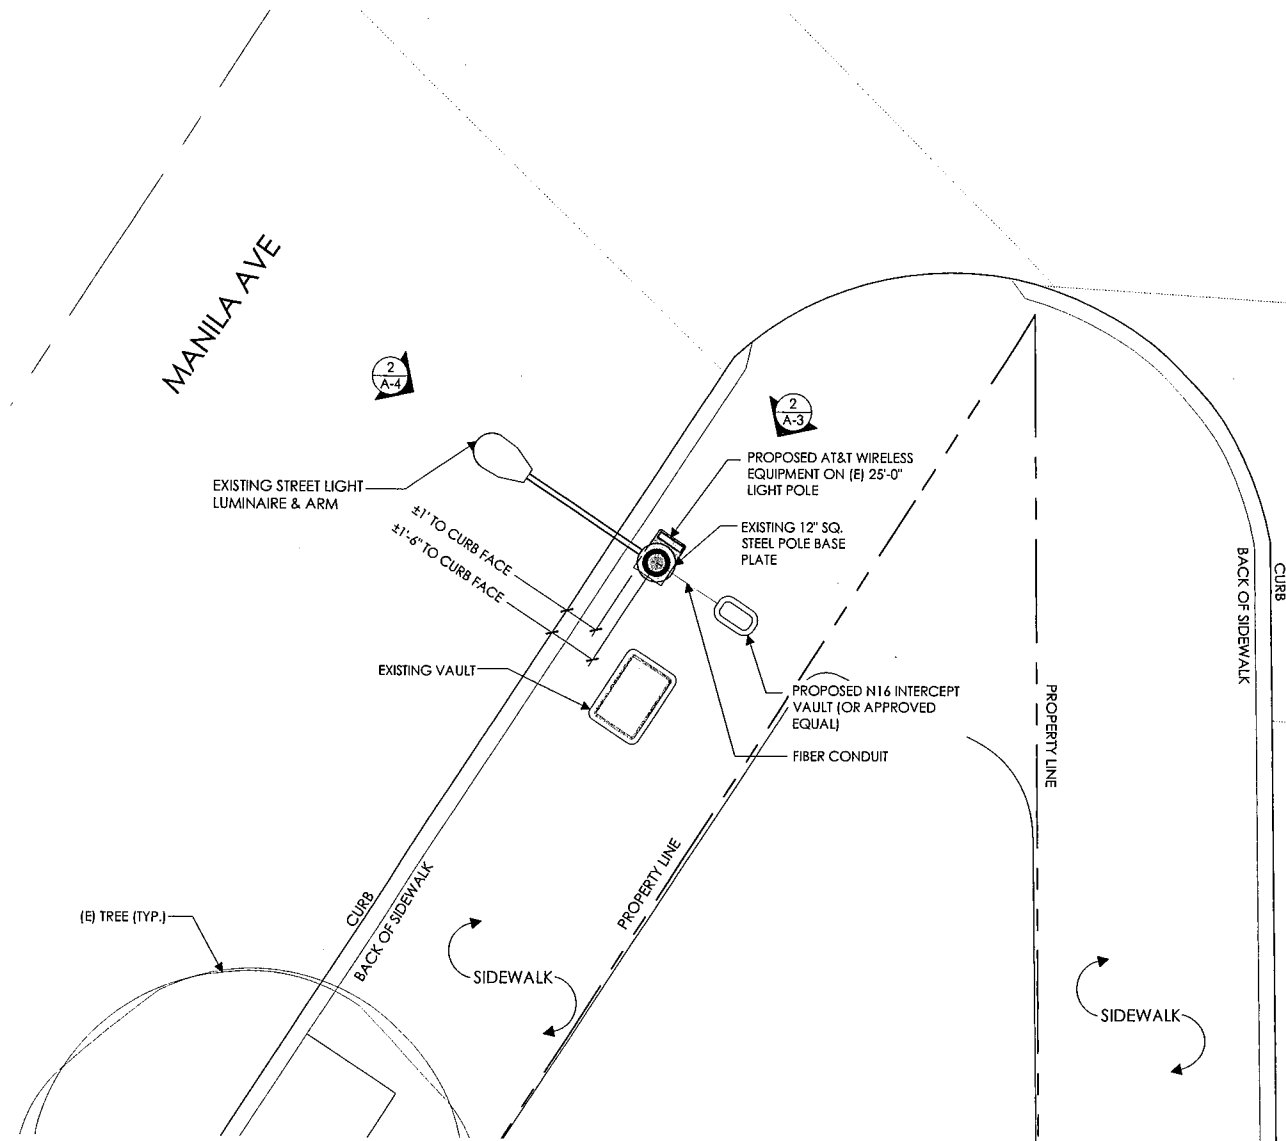 MANILA AVE
2
A-4
2
A-3
PROPOSED AT&T WIRELESS
EQUIPMENT ON (E) 25'-0"
LIGHT POLE
EXISTING STREET LIGHT
LUMINAIRE & ARM
±1' TO CURB FACE
±1'-6" TO CURB FACE
EXISTING 12" SQ.
STEEL POLE BASE
PLATE
BACK OF SIDEWALK
CURB
EXISTING VAULT
PROPOSED N16 INTERCEPT
VAULT (OR APPROVED
EQUAL)
PROPERTY LINE
FIBER CONDUIT
PROPERTY LINE
CURB
BACK OF SIDEWALK
(E) TREE (TYP.)
SIDEWALK
SIDEWALK